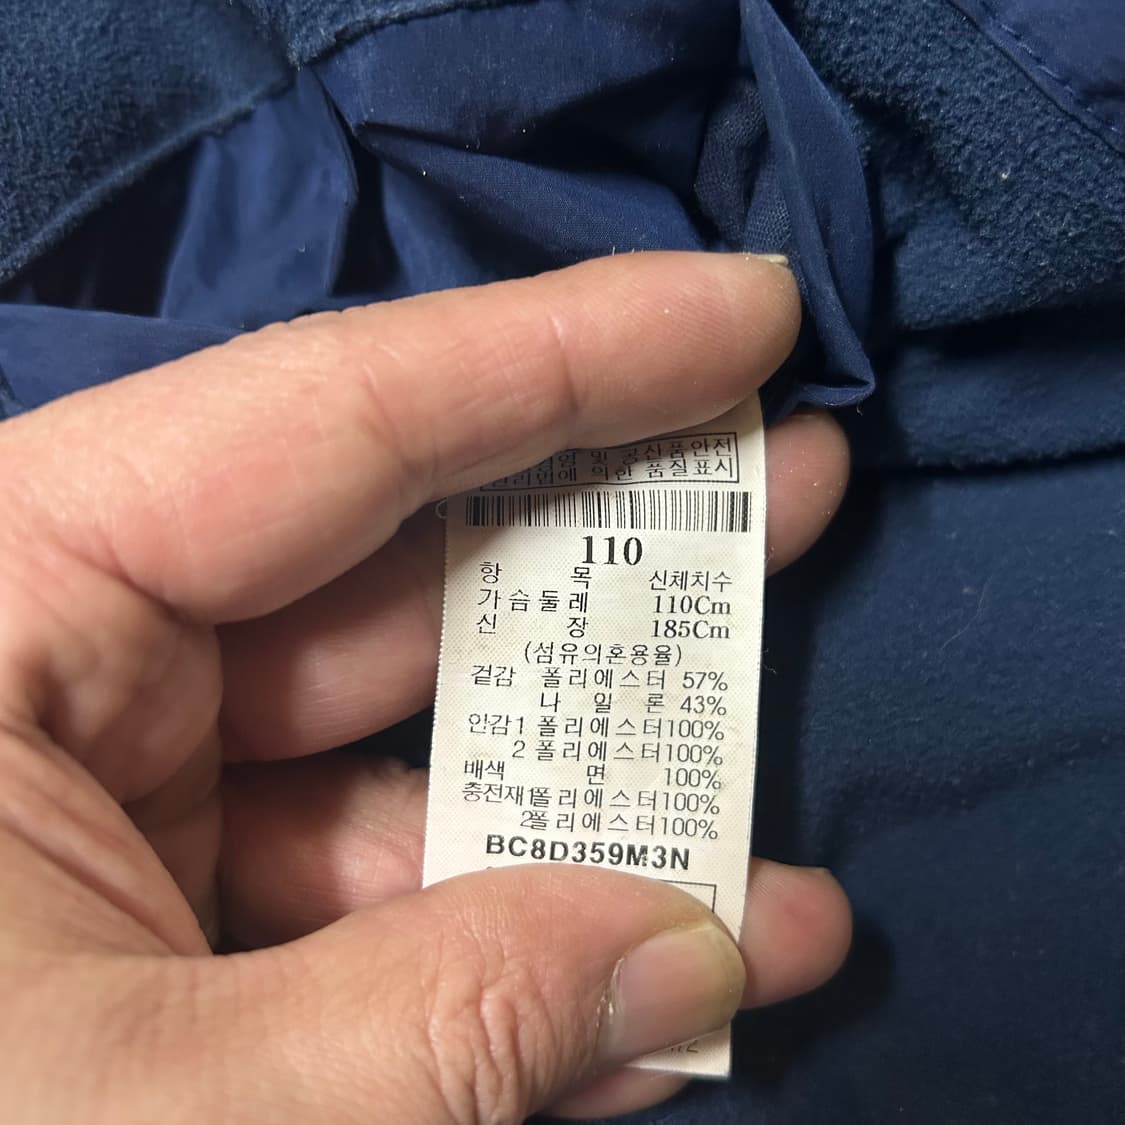 및 공산품안전
관리법에 의한 품질표시
110
항 목 신체치수
가슴둘레 110Cm
신 장 185Cm
(섬유의혼용율)
겉감 폴리에스터 57%
나 일 론 43%
안감1 폴리에스터100%
2 폴리에스터100%
배색 면 100%
충전재1폴리에스터100%
2폴리에스터100%
BC8D359M3N